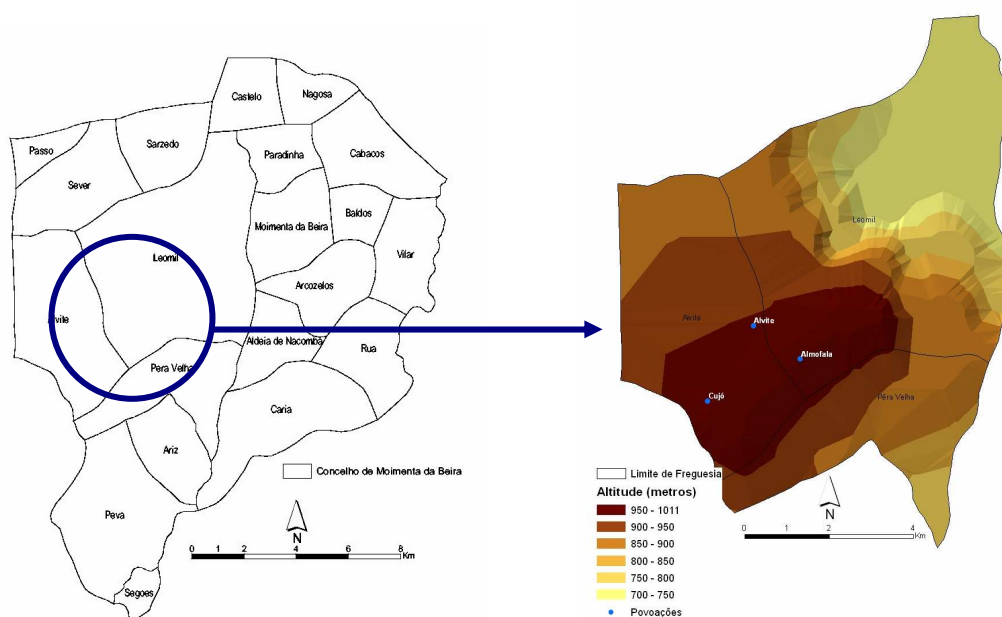 Castelo
Nagosa
Passo
Sarzedo
Paradinha
Cabacos
Sever
Moimenta da Beira
Baldos
Leomil
Vilar
Arcozelos
Alvite
Aldeia de Nacomba
Rua
Pera Velha
Caria
Ariz
Concelho de Moimenta da Beira
Peva
N
0 2 4 6 8
Km
Segoes
Leomil
Alvite
Alvite
Almofala
Cujó
Pêra Velha
Limite de Freguesia
Altitude (metros)
950 - 1011
900 - 950
850 - 900
800 - 850
750 - 800
700 - 750
Povoações
N
0 1 2 4
Km